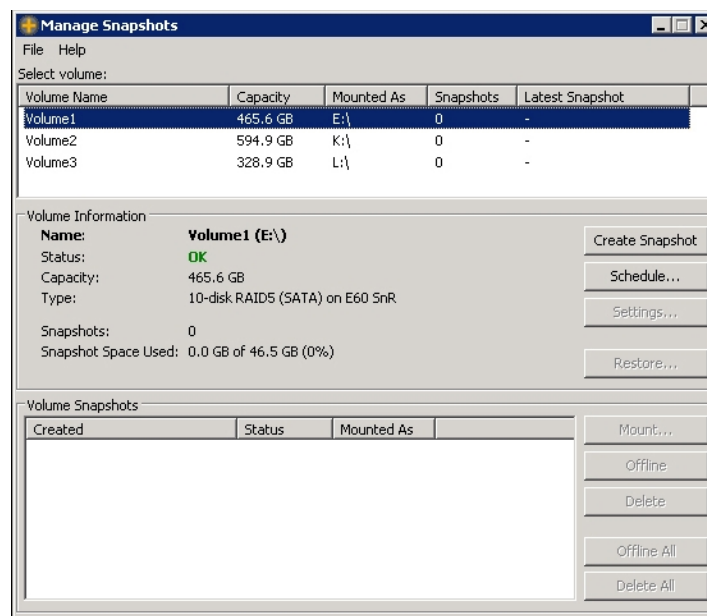 Manage Snapshots
File Help
Select volume:
Volume Name Capacity Mounted As Snapshots Latest Snapshot
Volume1 465.6 GB E:\ 0 -
Volume2 594.9 GB K:\ 0 -
Volume3 328.9 GB L:\ 0 -
Volume Information
Name: Volume1 (E:\)
Create Snapshot
Status: OK
Capacity: 465.6 GB
Schedule...
Type: 10-disk RAID5 (SATA) on E60 SnR
Settings...
Snapshots: 0
Snapshot Space Used: 0.0 GB of 46.5 GB (0%)
Restore...
Volume Snapshots
Created Status Mounted As
Mount...
Offline
Delete
Offline All
Delete All